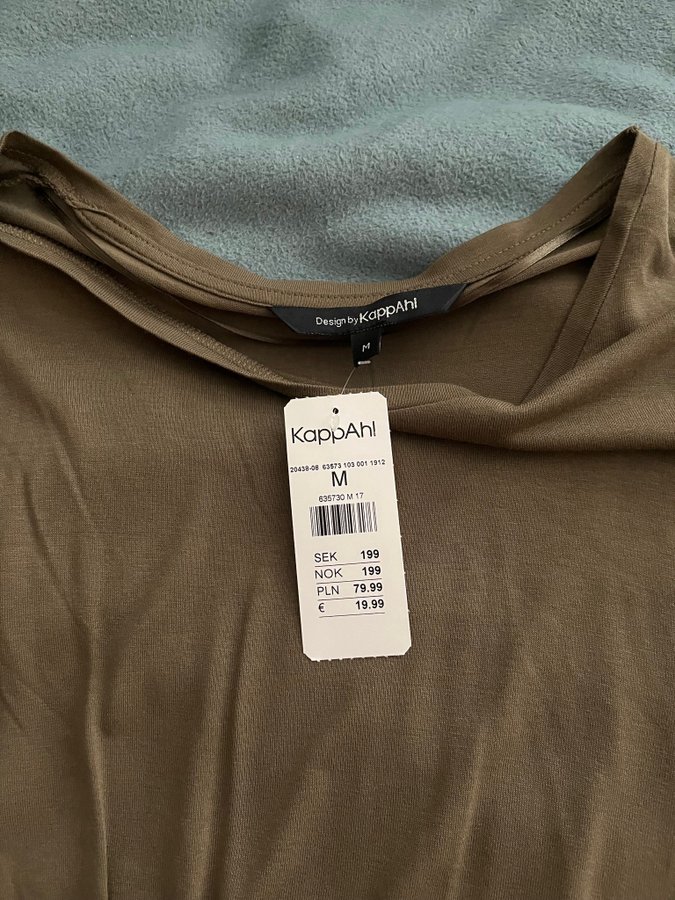 Design by KappAhl
M
KappAhl
20438-08 63573 103 001 1912
M
635730 M 17
SEK 199
NOK 199
PLN 79.99
€ 19.99